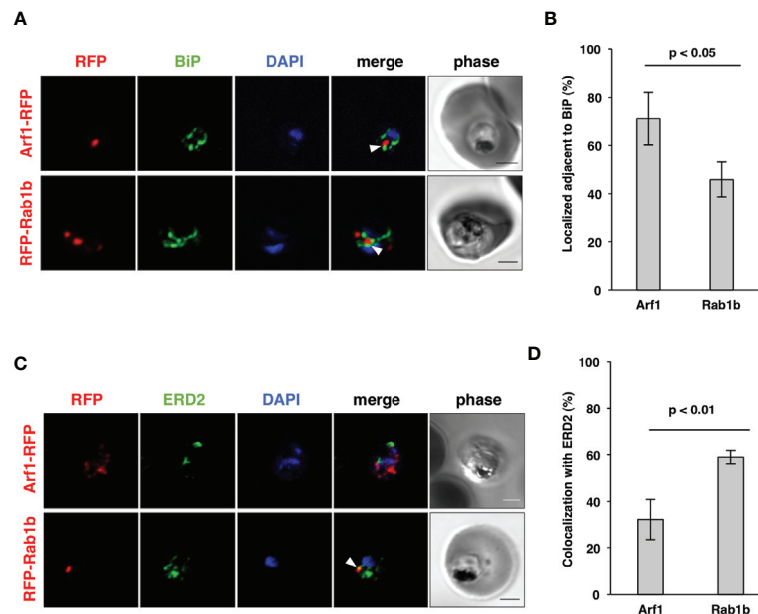 A
RFP BiP DAPI merge phase
Arf1-RFP
RFP-Rab1b
B
p < 0.05
Localized adjacent to BiP (%)
100
80
60
40
20
0
Arf1 Rab1b
C
RFP ERD2 DAPI merge phase
Arf1-RFP
RFP-Rab1b
D
p < 0.01
Colocalization with ERD2 (%)
100
80
60
40
20
0
Arf1 Rab1b